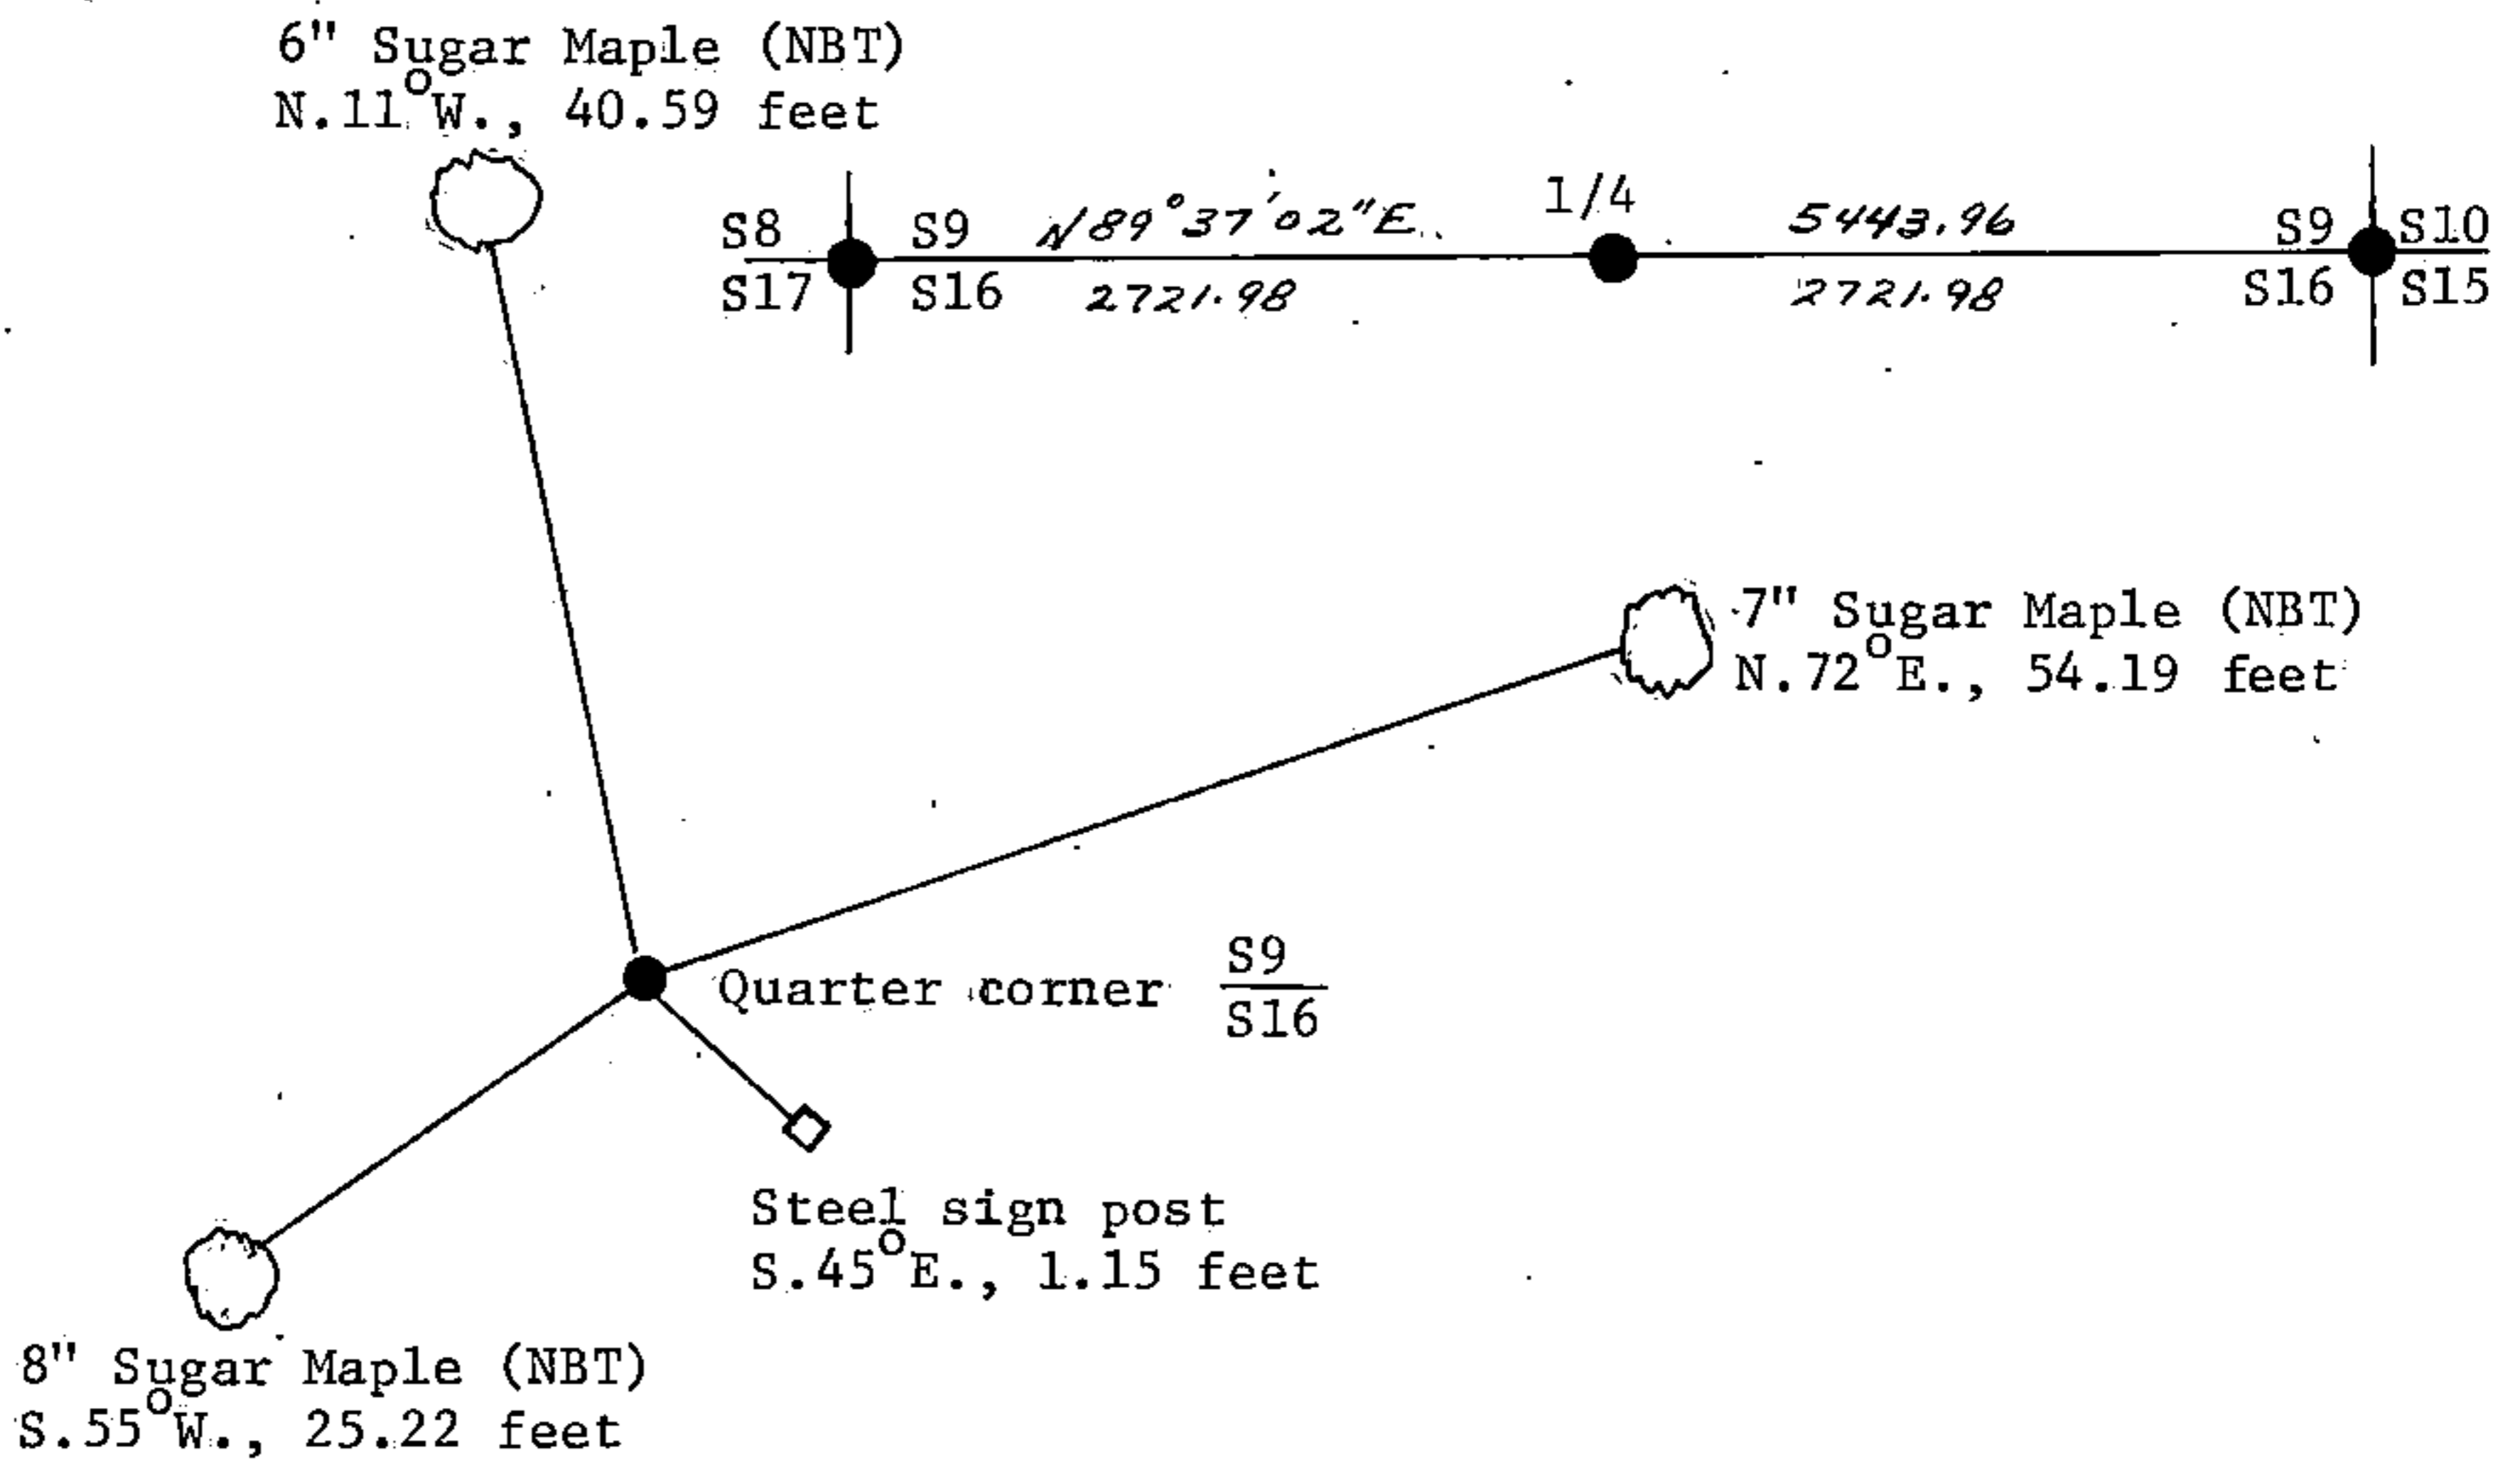 6" Sugar Maple (NBT)
N.11°W., 40.59 feet
S8
S17
S9
S16
N89°37'02"E.
2721.98
1/4
5443.96
2721.98
S9
S16
S10
S15
7" Sugar Maple (NBT)
N.72°E., 54.19 feet
Quarter corner
S9
S16
Steel sign post
S.45°E., 1.15 feet
8" Sugar Maple (NBT)
S.55°W., 25.22 feet